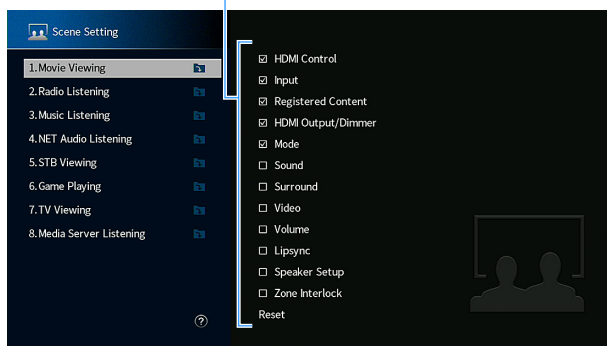 Scene Setting
1.Movie Viewing
2.Radio Listening
3.Music Listening
4.NET Audio Listening
5.STB Viewing
6.Game Playing
7.TV Viewing
8.Media Server Listening
?
☑ HDMI Control
☑ Input
☑ Registered Content
☑ HDMI Output/Dimmer
☑ Mode
☐ Sound
☐ Surround
☐ Video
☐ Volume
☐ Lipsync
☐ Speaker Setup
☐ Zone Interlock
Reset